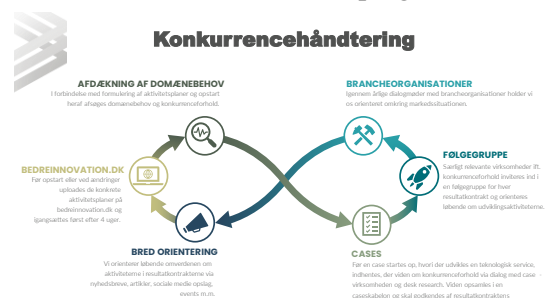 Konkurrencehåndtering
AFDÆKNING AF DOMÆNEBEHOV
I forbindelse med formulering af aktivitetsplaner og opstart
heraf afsøges domænebehov og konkurrenceforhold.
BRANCHEORGANISATIONER
Igennem årlige dialogmøder med brancheorganisationer holder vi
os orienteret omkring markedssituationen.
BEDREINNOVATION.DK
Før opstart eller ved ændringer
uploades de konkrete
aktivitetsplaner på
bedreinnovation.dk og
igangsættes først efter 4 uger.
FØLGEGRUPPE
Særligt relevante virksomheder ift.
konkurrenceforhold inviteres ind i
en følgegruppe for hver
resultatkontrakt og orienteres
løbende om udviklingsaktiviteterne.
BRED ORIENTERING
Vi orienterer løbende omverdenen om
aktiviteterne i resultatkontrakterne via
nyhedsbreve, artikler, sociale medie opslag,
events m.m.
CASES
Før en case startes op, hvori der udvikles en teknologisk service,
indhentes, der viden om konkurrenceforhold via dialog med case
virksomheden og desk research. Viden opsamles i en
caseskabelon og skal godkendes af resultatkontraktens